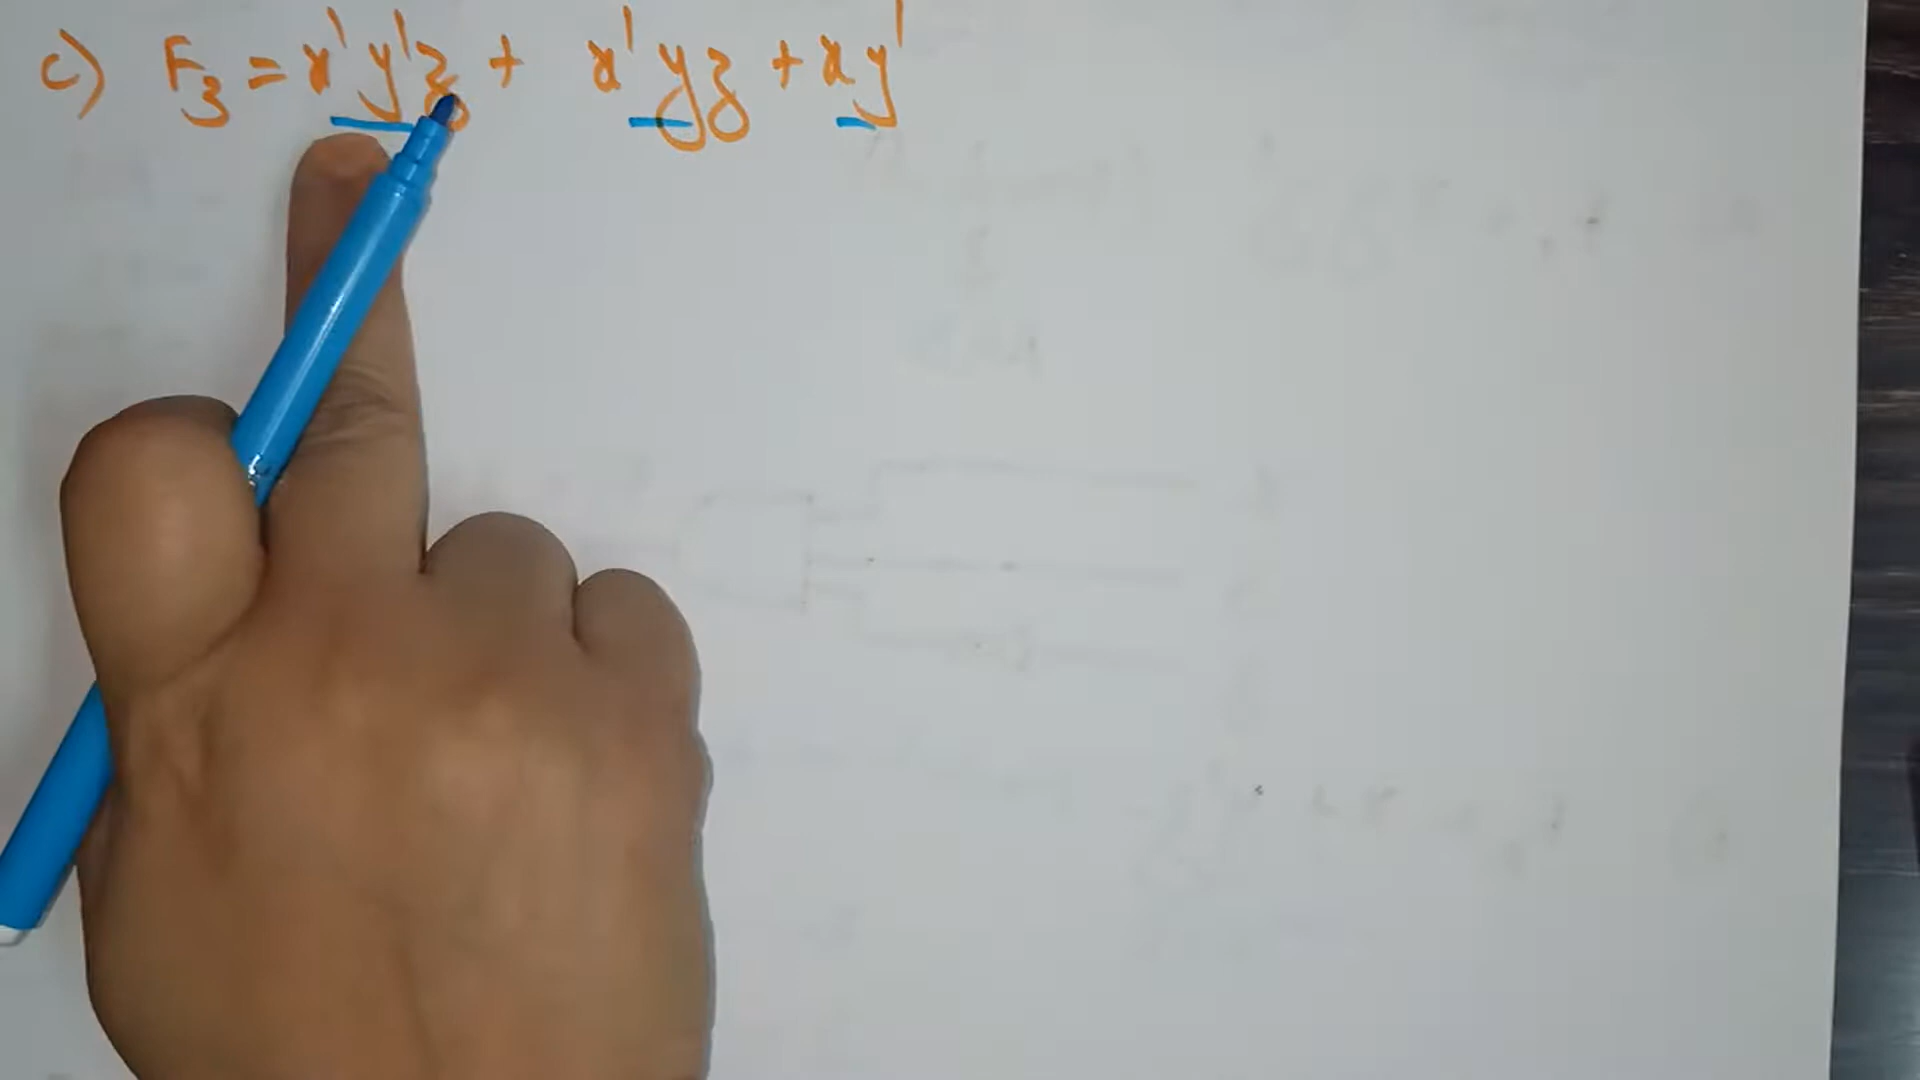 c) F3 = x'y'z + x'yz + xy'